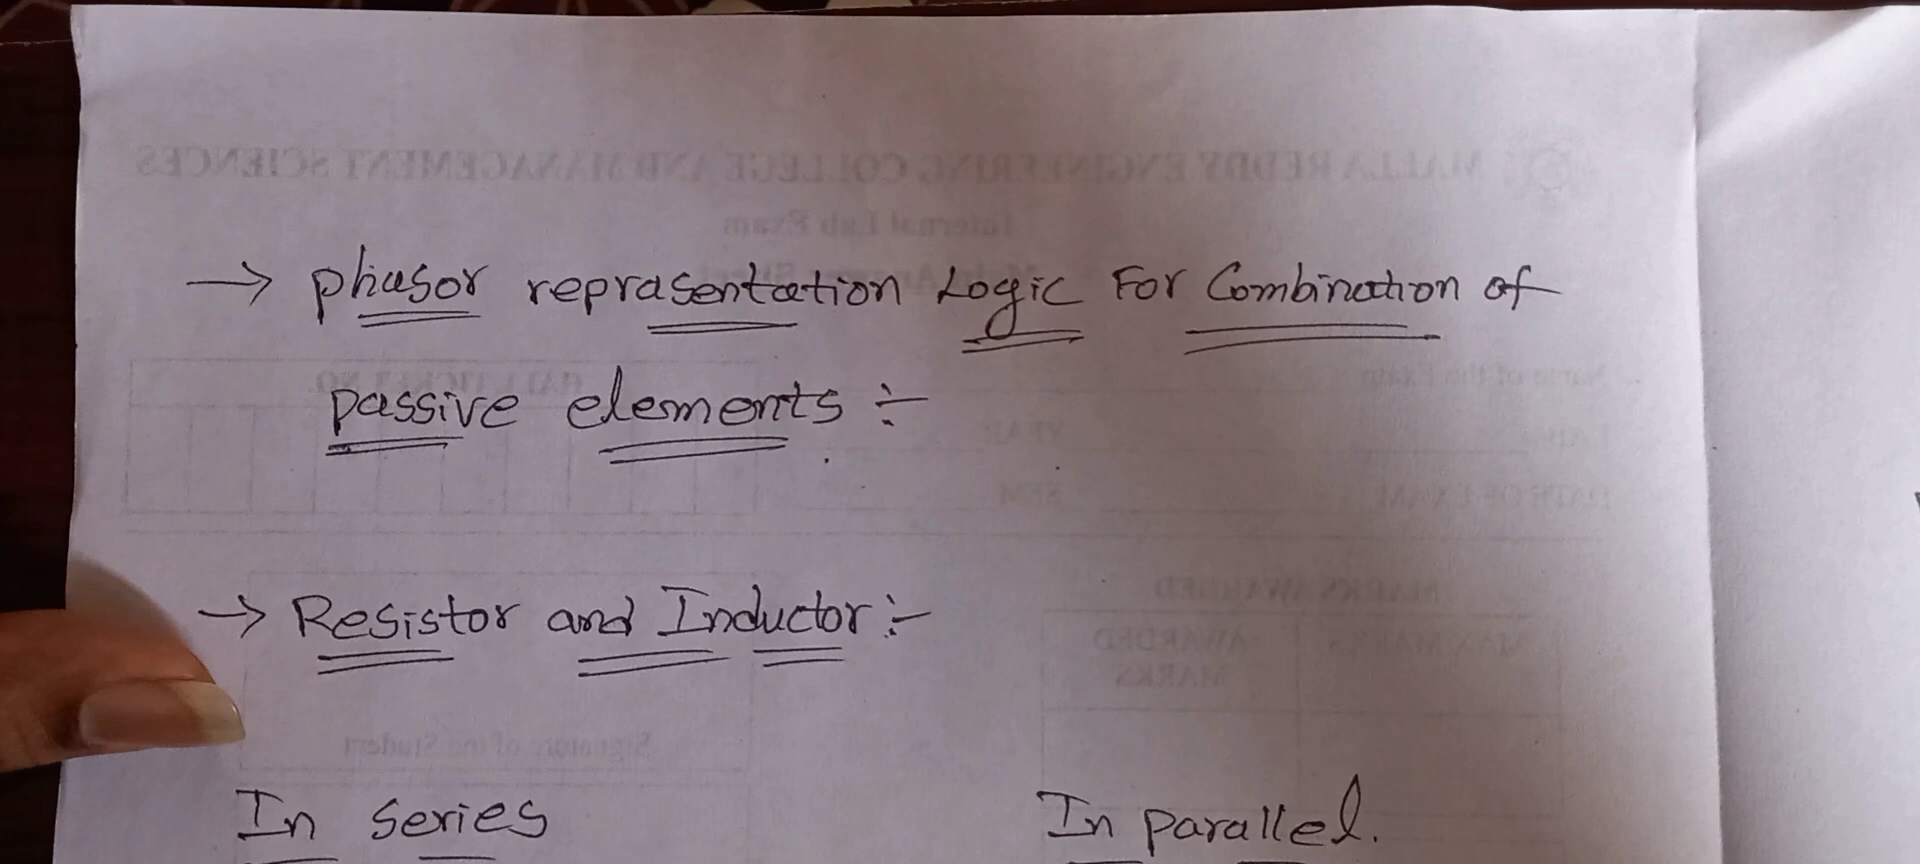 → phasor reprasentation Logic For Combination of
passive elements :-
→ Resistor and Inductor :-
In series In parallel.